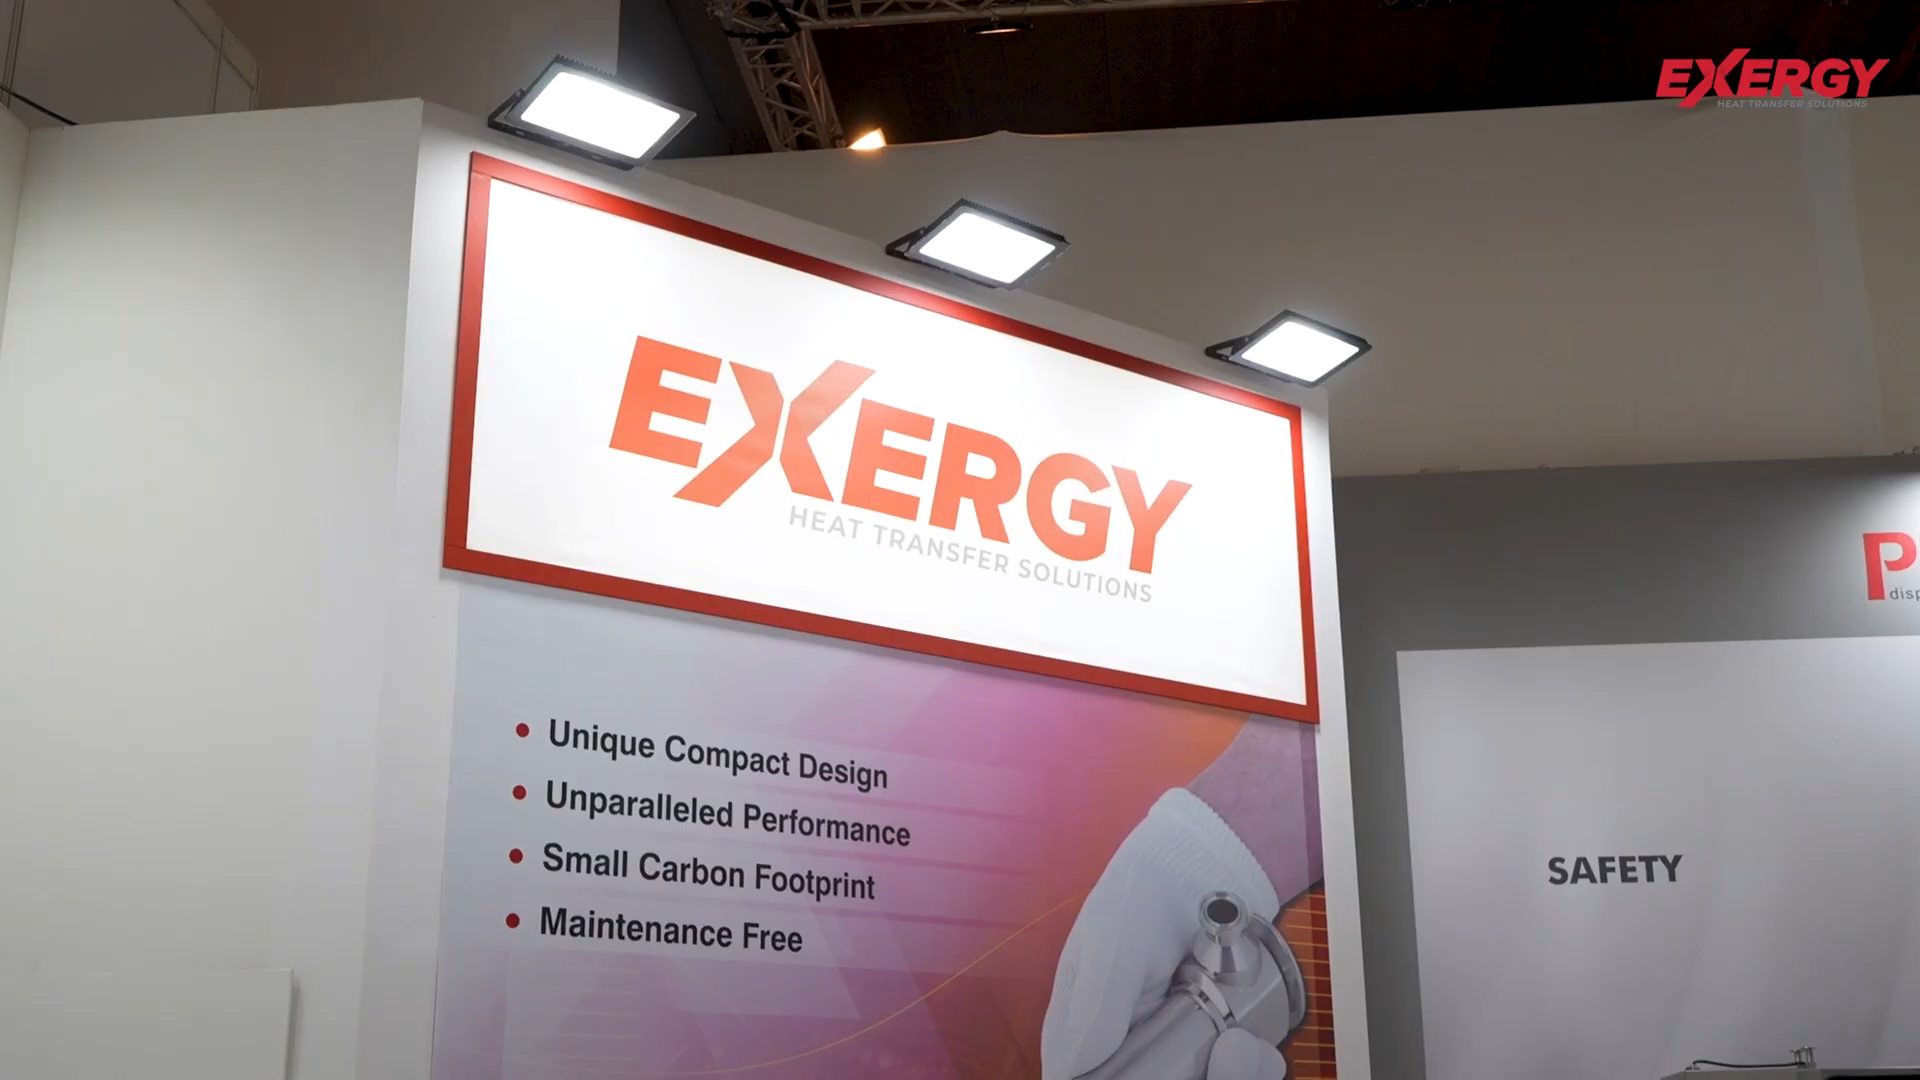 EXERGY
HEAT TRANSFER SOLUTIONS
EXERGY
HEAT TRANSFER SOLUTIONS
• Unique Compact Design
• Unparalleled Performance
• Small Carbon Footprint
• Maintenance Free
SAFETY